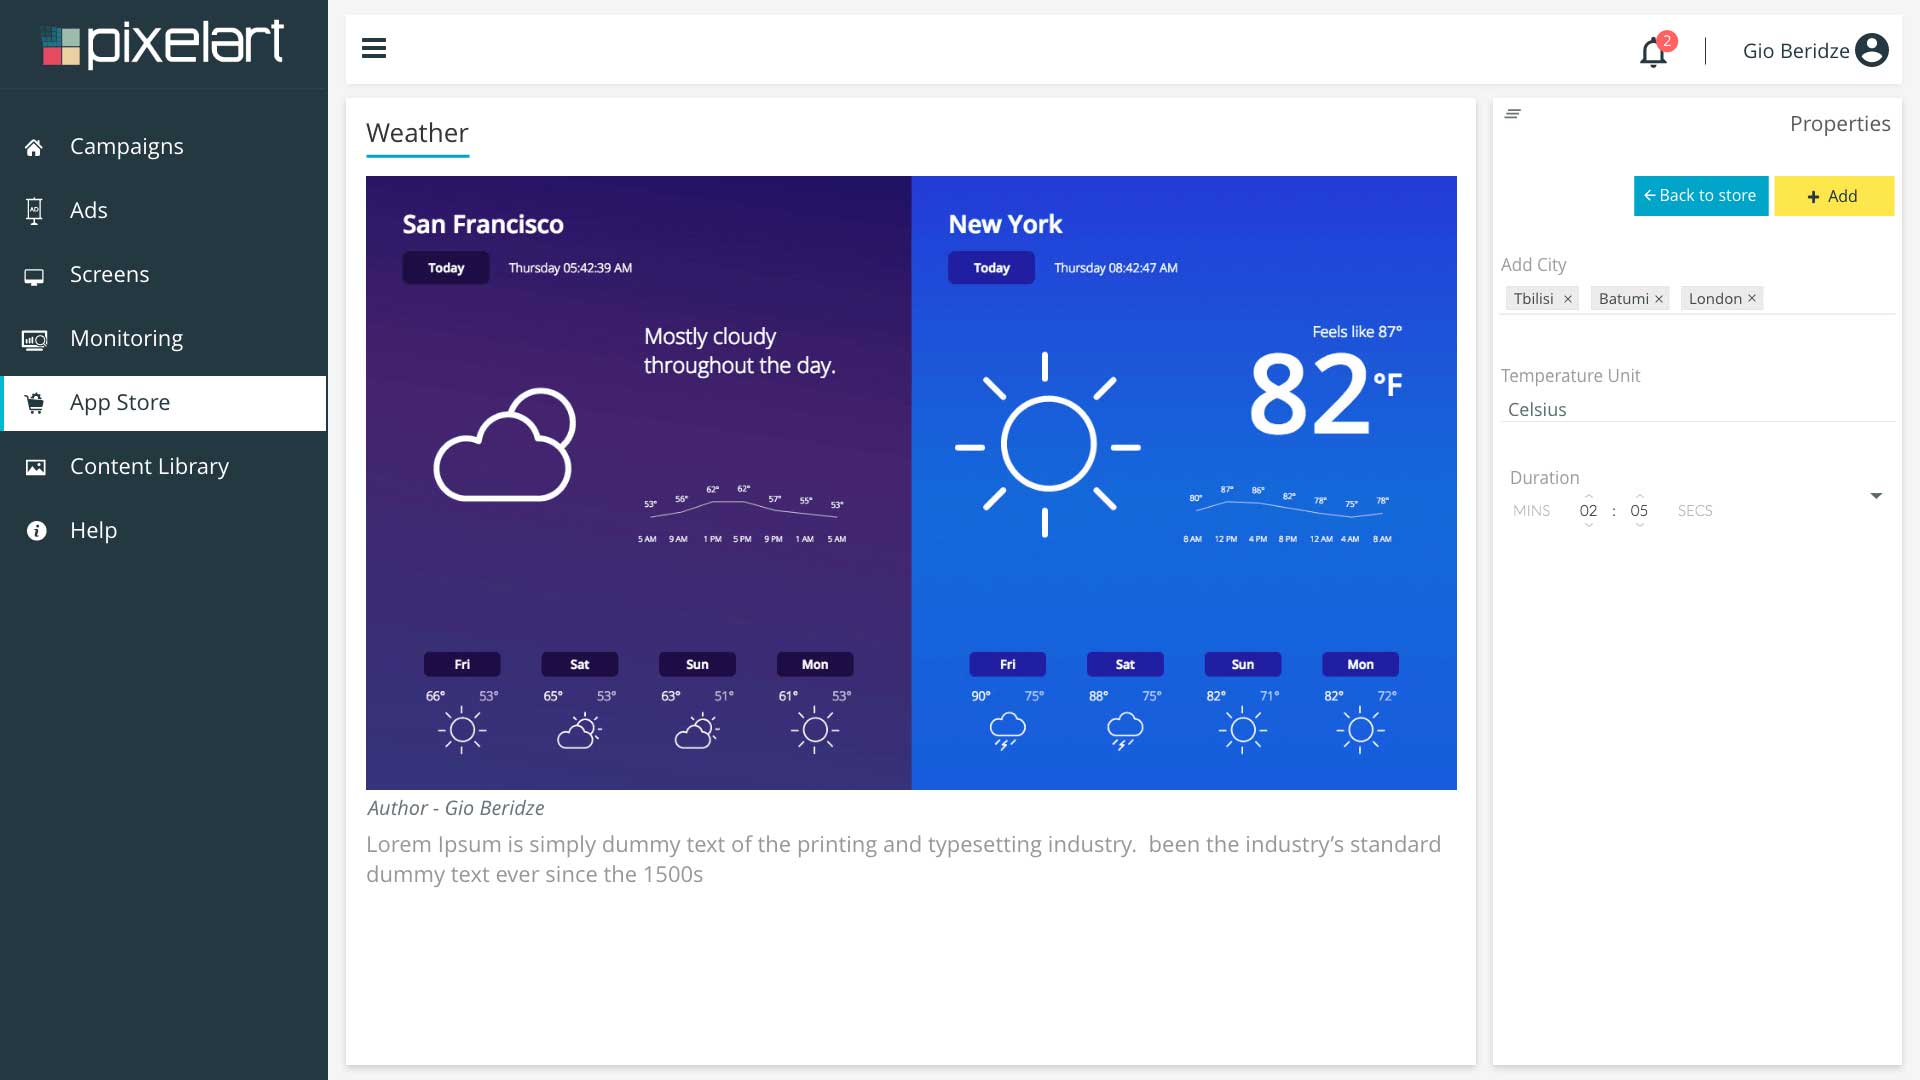 pixelart
Campaigns
Ads
Screens
Monitoring
App Store
Content Library
Help
2
Gio Beridze
Weather
San Francisco
Today Thursday 05:42:39 AM
Mostly cloudy
throughout the day.
53° 56° 62° 62° 57° 55° 53°
5 AM 9 AM 1 PM 5 PM 9 PM 1 AM 5 AM
Fri Sat Sun Mon
66° 53° 65° 53° 63° 51° 61° 53°
New York
Today Thursday 08:42:47 AM
Feels like 87°
82 °F
80° 87° 86° 82° 78° 75° 78°
8 AM 12 PM 4 PM 8 PM 12 AM 4 AM 8 AM
Fri Sat Sun Mon
90° 75° 88° 75° 82° 71° 82° 72°
Author - Gio Beridze
Lorem Ipsum is simply dummy text of the printing and typesetting industry.  been the industry’s standard
dummy text ever since the 1500s
Properties
← Back to store
+ Add
Add City
Tbilisi × Batumi × London ×
Temperature Unit
Celsius
Duration
MINS 02 : 05 SECS